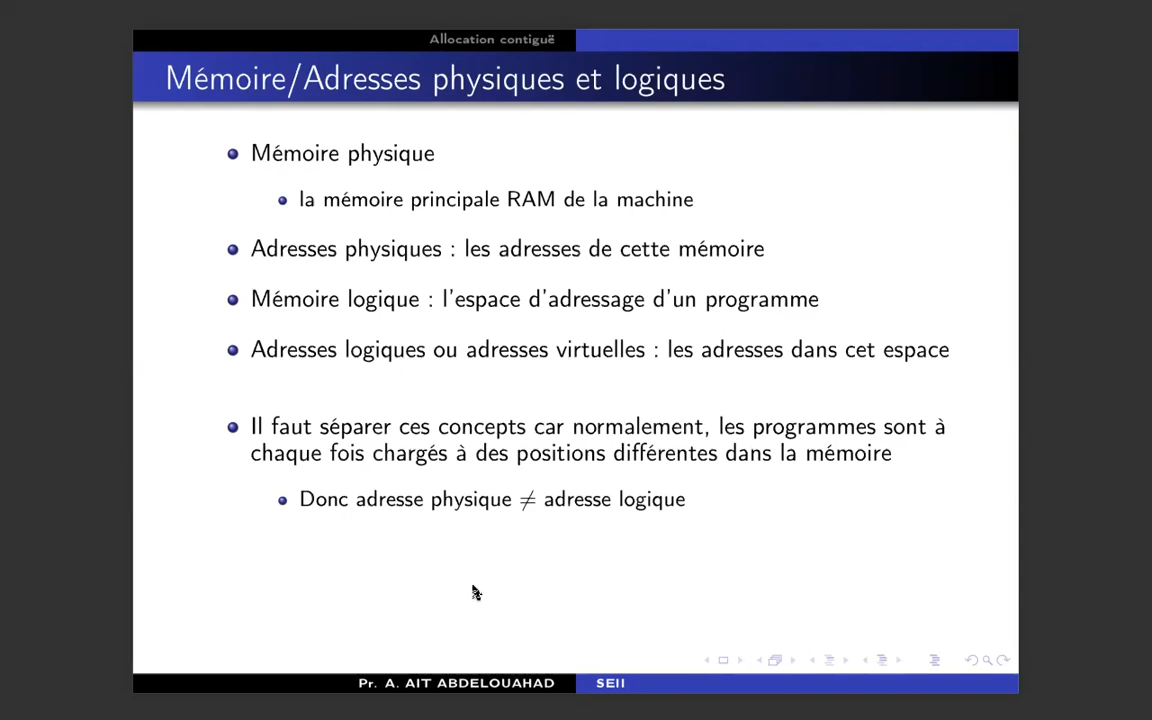 Allocation contiguë
Mémoire/Adresses physiques et logiques
Mémoire physique
la mémoire principale RAM de la machine
Adresses physiques : les adresses de cette mémoire
Mémoire logique : l'espace d'adressage d'un programme
Adresses logiques ou adresses virtuelles : les adresses dans cet espace
Il faut séparer ces concepts car normalement, les programmes sont à
chaque fois chargés à des positions différentes dans la mémoire
Donc adresse physique ≠ adresse logique
Pr. A. AIT ABDELOUAHAD SEII